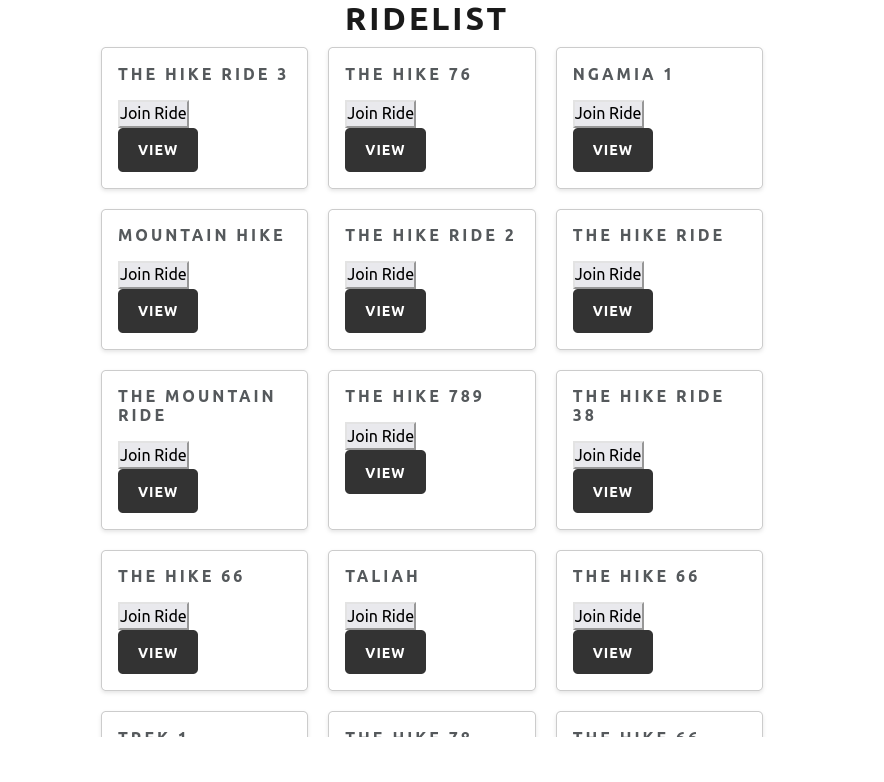 RIDELIST
THE HIKE RIDE 3
Join Ride
VIEW
THE HIKE 76
Join Ride
VIEW
NGAMIA 1
Join Ride
VIEW
MOUNTAIN HIKE
Join Ride
VIEW
THE HIKE RIDE 2
Join Ride
VIEW
THE HIKE RIDE
Join Ride
VIEW
THE MOUNTAIN
RIDE
Join Ride
VIEW
THE HIKE 789
Join Ride
VIEW
THE HIKE RIDE
38
Join Ride
VIEW
THE HIKE 66
Join Ride
VIEW
TALIAH
Join Ride
VIEW
THE HIKE 66
Join Ride
VIEW
TREK 1
THE HIKE 78
THE HIKE 66